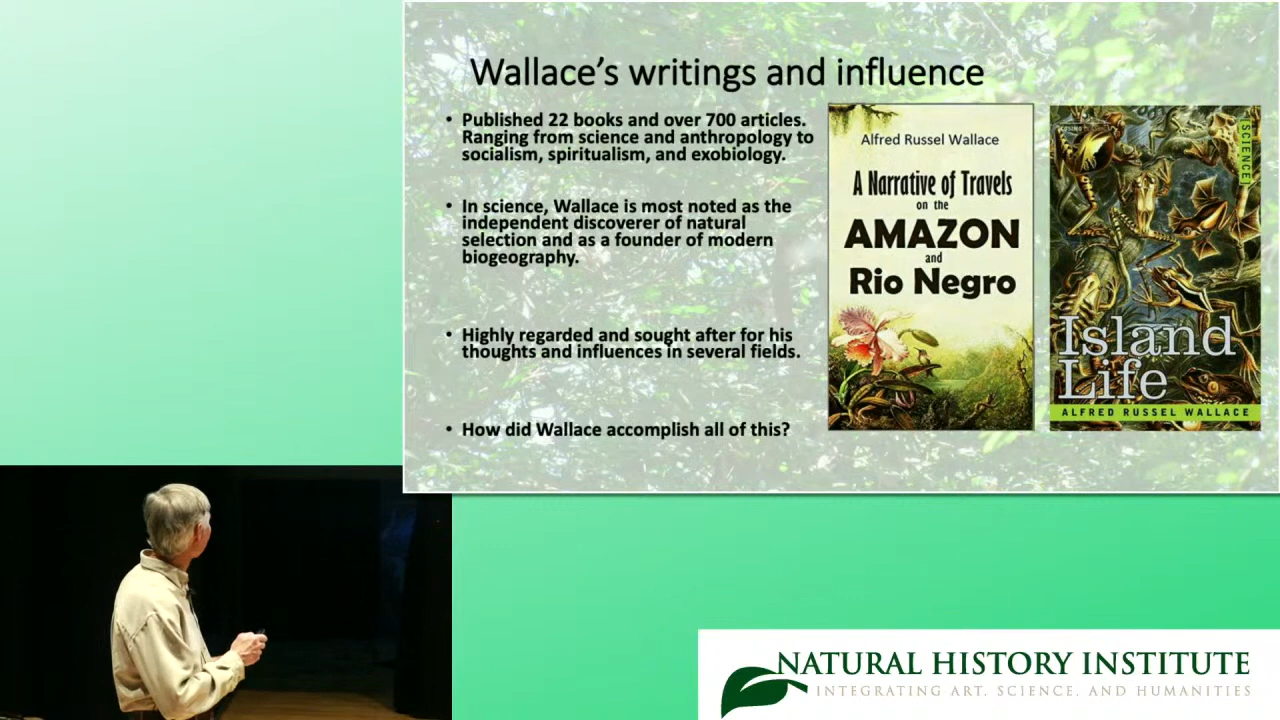 Wallace's writings and influence
• Published 22 books and over 700 articles.
Ranging from science and anthropology to
socialism, spiritualism, and exobiology.
• In science, Wallace is most noted as the
independent discoverer of natural
selection and as a founder of modern
biogeography.
• Highly regarded and sought after for his
thoughts and influences in several fields.
• How did Wallace accomplish all of this?
Alfred Russel Wallace
A Narrative of Travels
on the
AMAZON
and
Rio Negro
SCIENCE
Island
Life
ALFRED RUSSEL WALLACE
NATURAL HISTORY INSTITUTE
INTEGRATING ART, SCIENCE, AND HUMANITIES